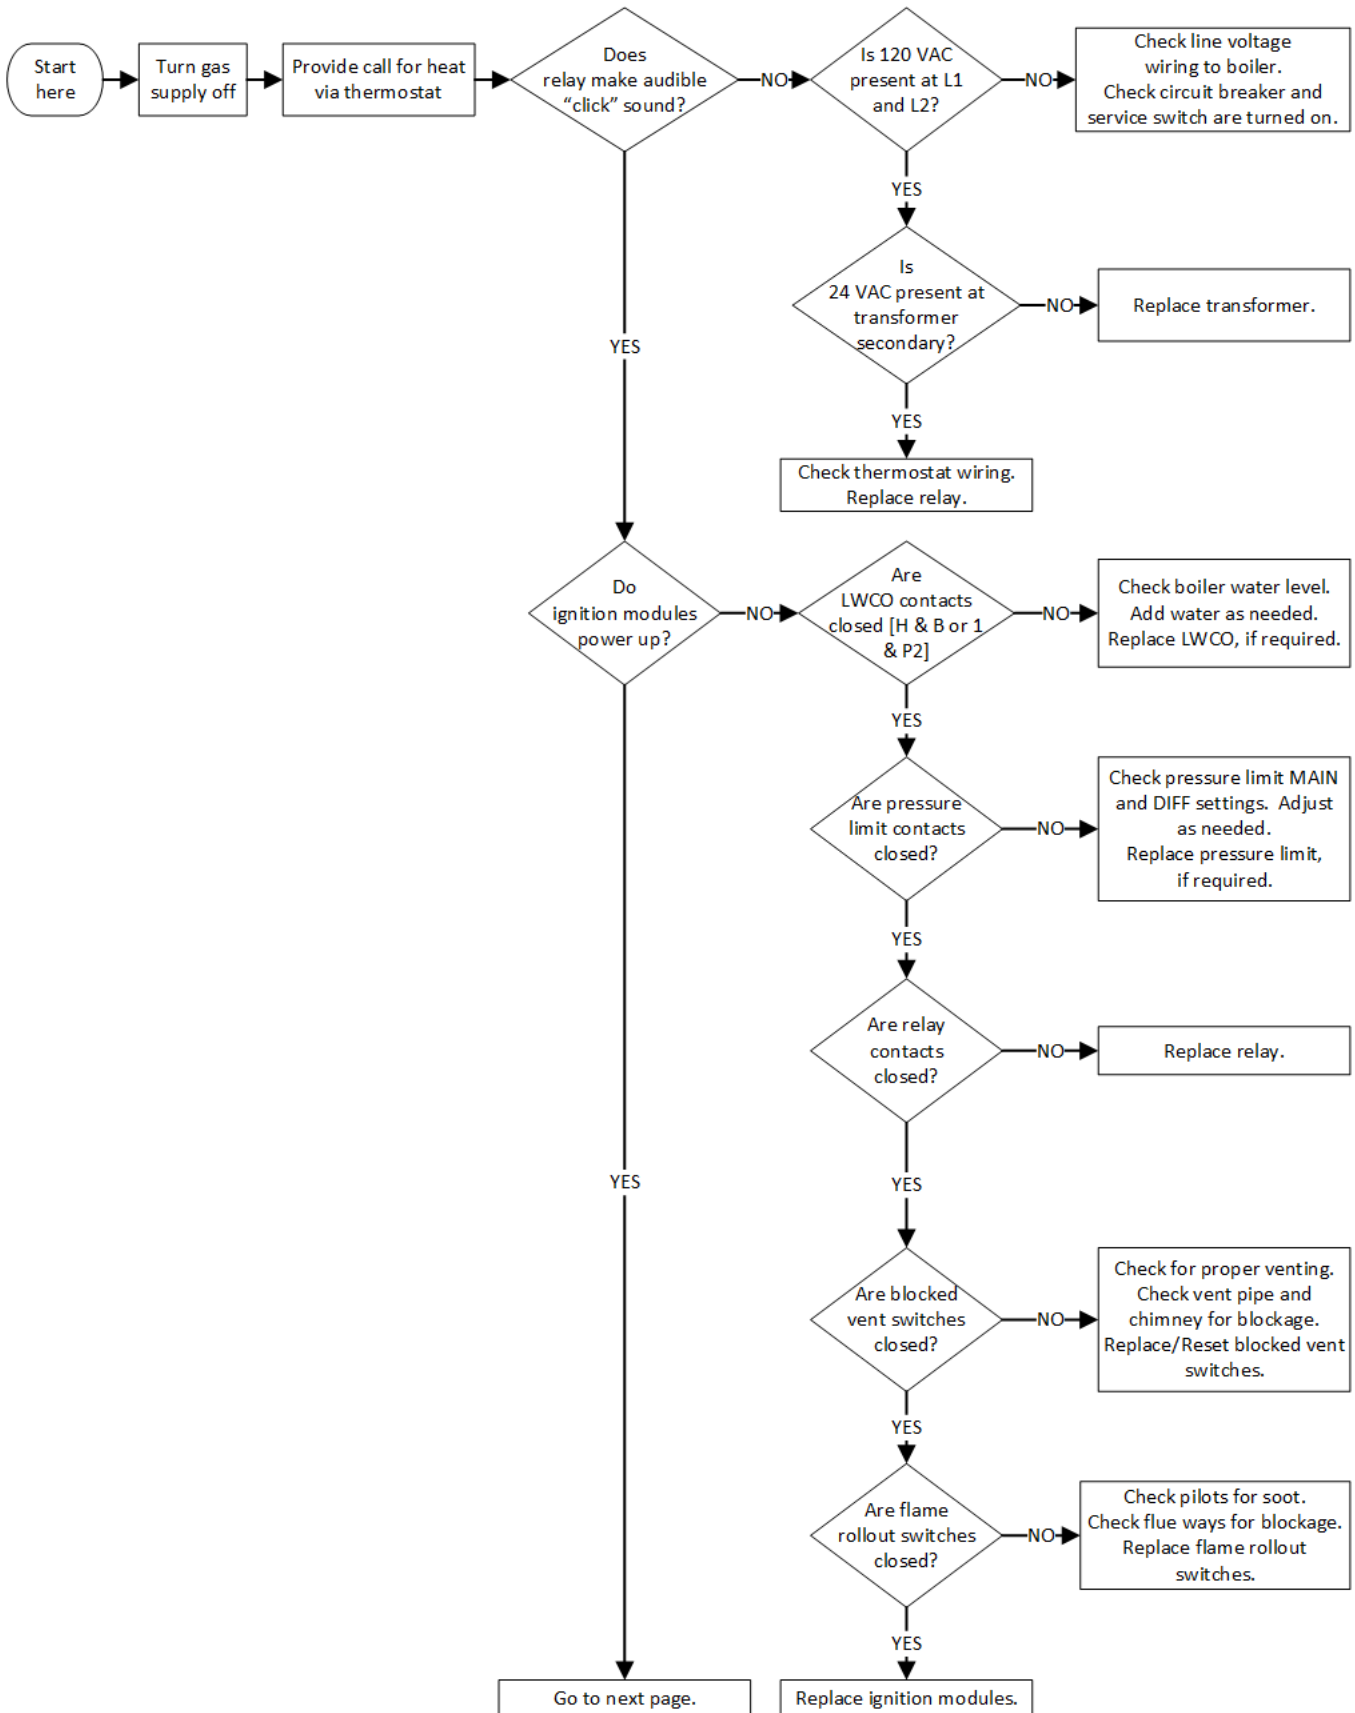 Start
here
Turn gas
supply off
Provide call for heat
via thermostat
Does
relay make audible
“click” sound?
NO
Is 120 VAC
present at L1
and L2?
NO
Check line voltage
wiring to boiler.
Check circuit breaker and
service switch are turned on.
YES
Is
24 VAC present at
transformer
secondary?
NO
Replace transformer.
YES
YES
Check thermostat wiring.
Replace relay.
Do
ignition modules
power up?
NO
Are
LWCO contacts
closed [H & B or 1
& P2]
NO
Check boiler water level.
Add water as needed.
Replace LWCO, if required.
YES
Are pressure
limit contacts
closed?
NO
Check pressure limit MAIN
and DIFF settings.  Adjust
as needed.
Replace pressure limit,
if required.
YES
Are relay
contacts
closed?
NO
Replace relay.
YES
YES
Are blocked
vent switches
closed?
NO
Check for proper venting.
Check vent pipe and
chimney for blockage.
Replace/Reset blocked vent
switches.
YES
Are flame
rollout switches
closed?
NO
Check pilots for soot.
Check flue ways for blockage.
Replace flame rollout
switches.
YES
Go to next page.
Replace ignition modules.